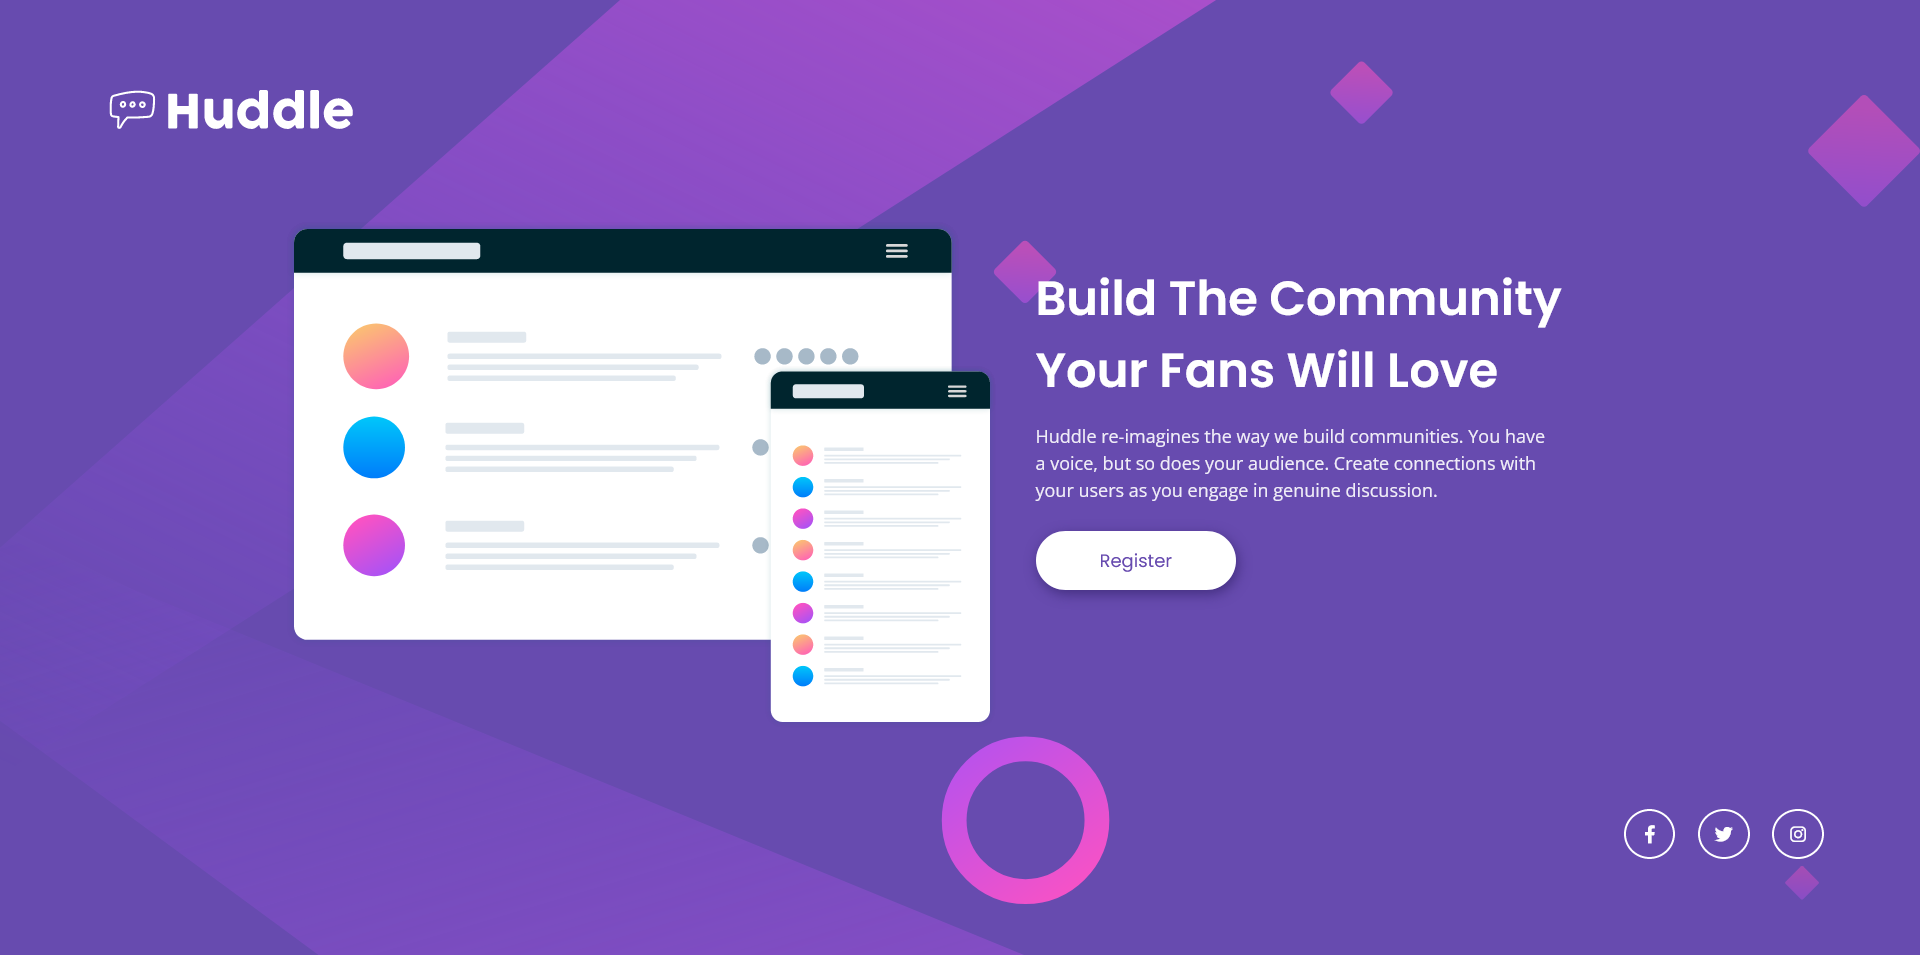 Huddle
Build The Community
Your Fans Will Love
Huddle re-imagines the way we build communities. You have
a voice, but so does your audience. Create connections with
your users as you engage in genuine discussion.
Register